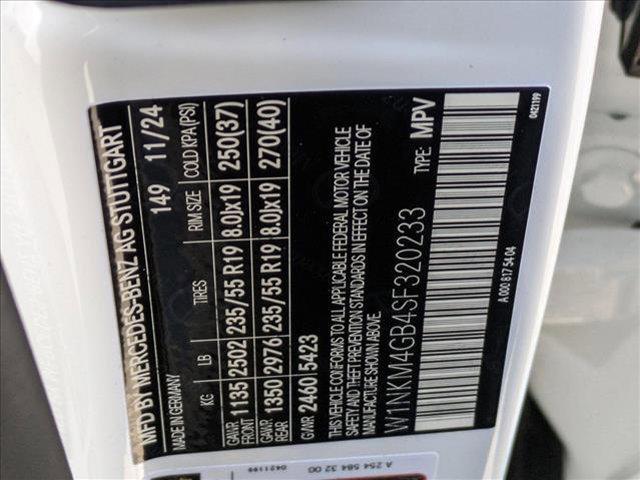 MFD BY MERCEDES-BENZ AG STUTTGART
MADE IN GERMANY 149 11/24
KG LB TIRES RIM SIZE COLD KPA(PSI)
GAWR FRONT 1135 2502 235/55 R19 8.0Jx19 250(37)
GAWR REAR 1350 2976 235/55 R19 8.0Jx19 270(40)
GVWR 2460 5423
THIS VEHICLE CONFORMS TO ALL APPLICABLE FEDERAL MOTOR VEHICLE
SAFETY AND THEFT PREVENTION STANDARDS IN EFFECT ON THE DATE OF
MANUFACTURE SHOWN ABOVE.
W1NKM4GB4SF320233 TYPE: MPV
A 000 817 54 04 0421199
A 254 584 32 00
0421199